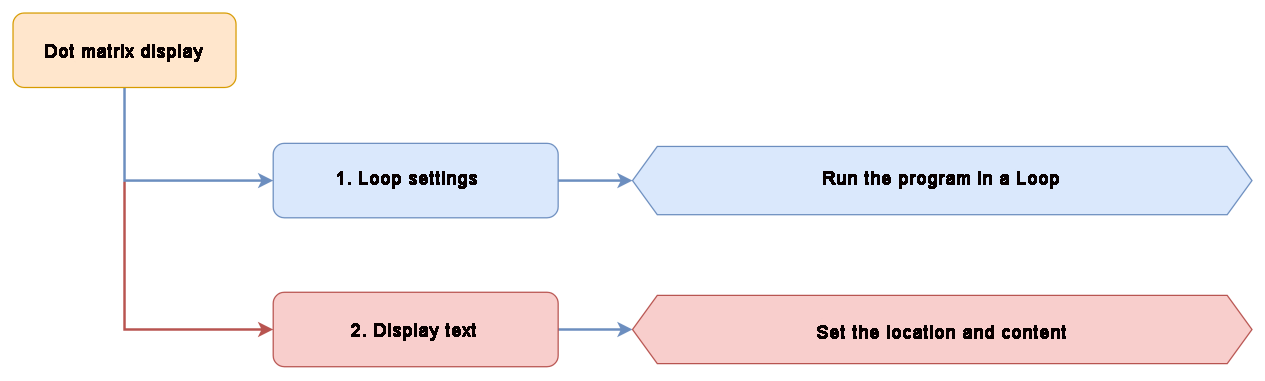 Dot matrix display
1. Loop settings
Run the program in a Loop
2. Display text
Set the location and content